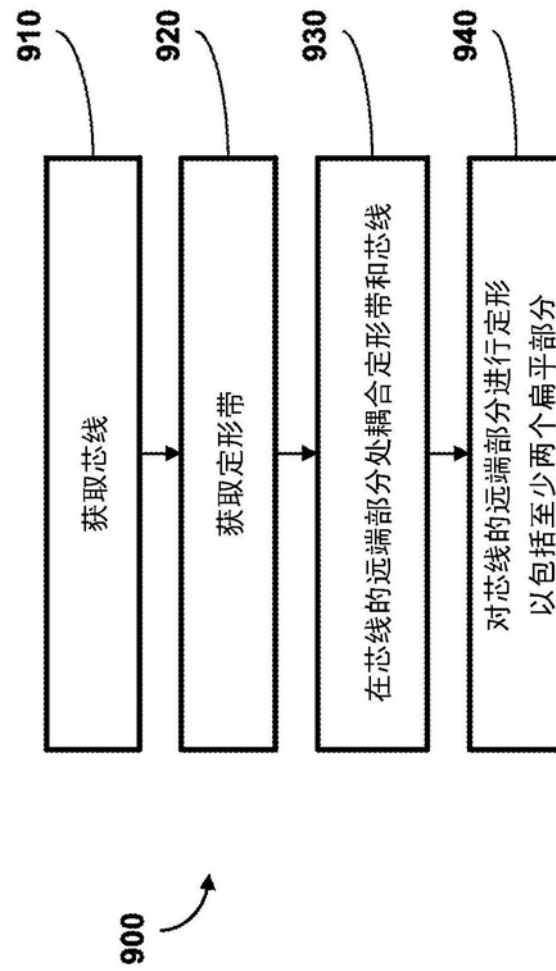 900
获取芯线
910
获取定形带
920
在芯线的远端部分处耦合定形带和芯线
930
对芯线的远端部分进行定形
以包括至少两个扁平部分
940